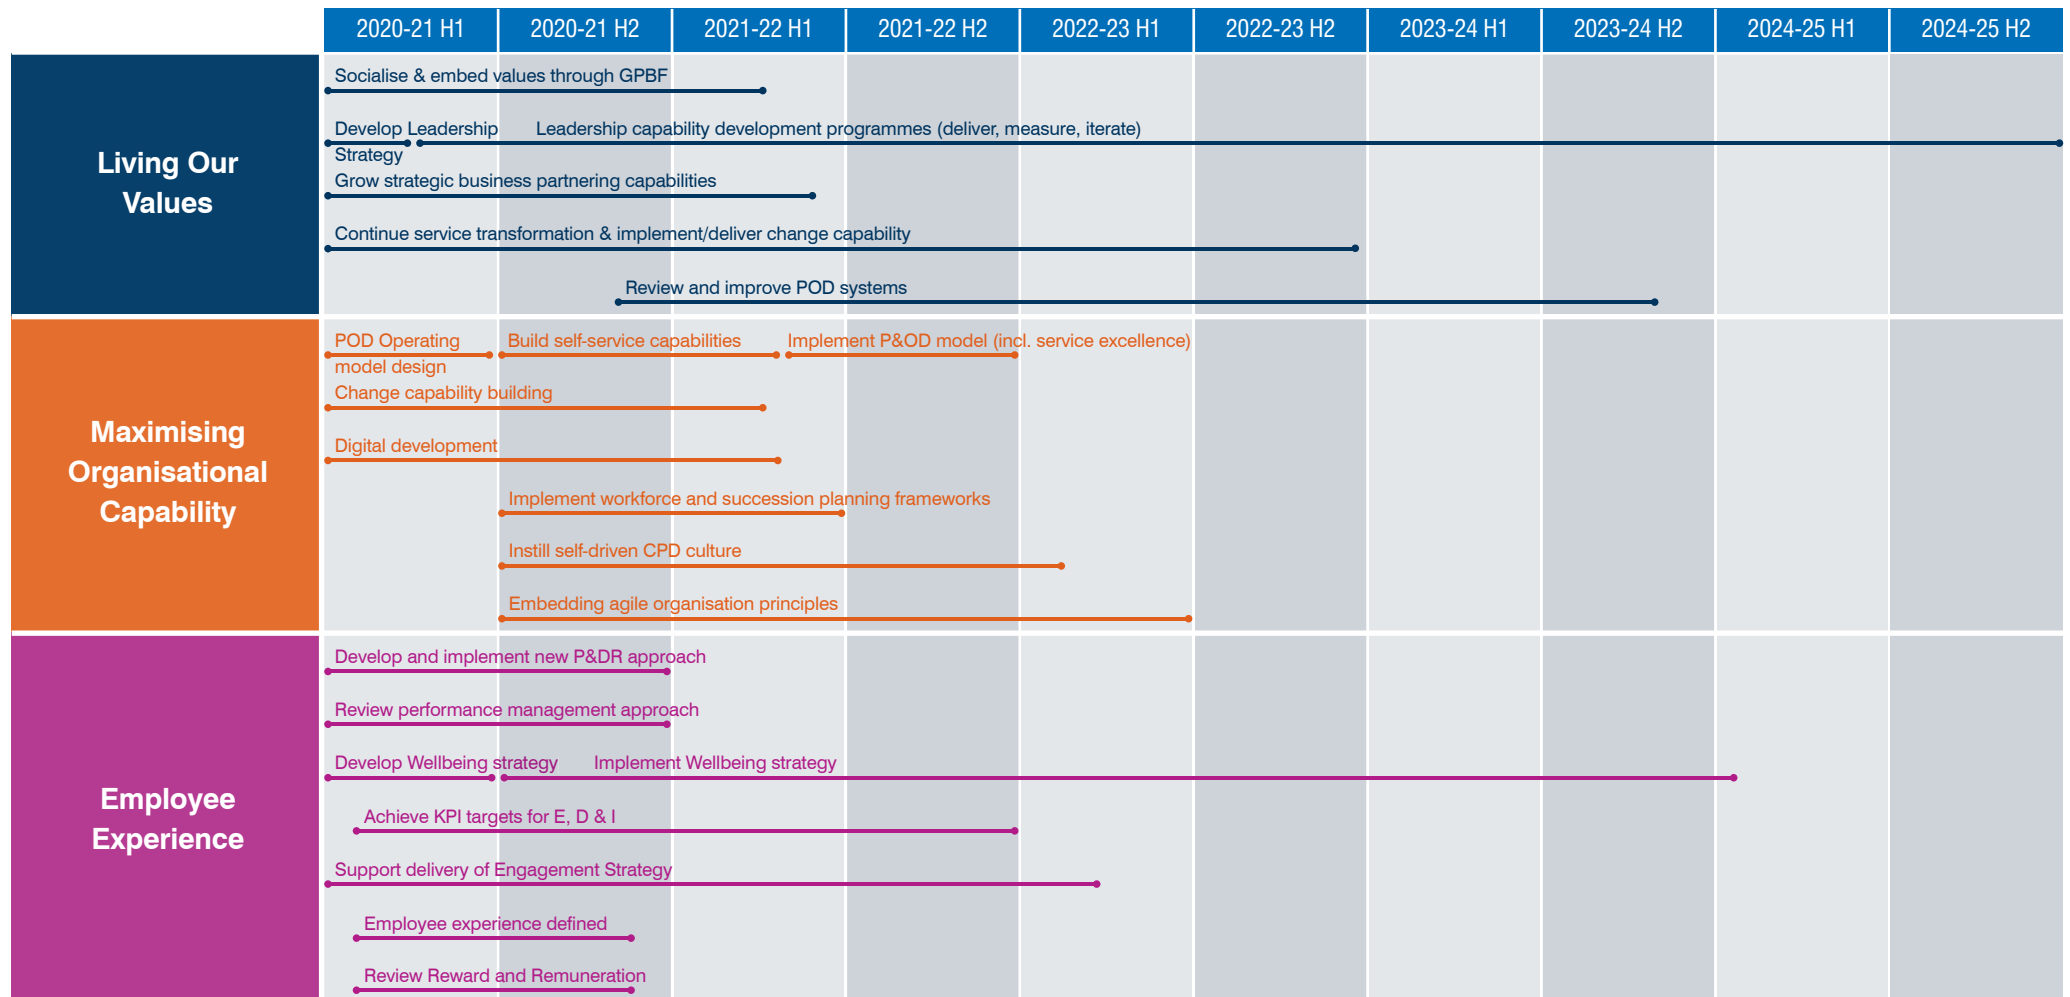 2020-21 H1 2020-21 H2 2021-22 H1 2021-22 H2 2022-23 H1 2022-23 H2 2023-24 H1 2023-24 H2 2024-25 H1 2024-25 H2
Living Our
Values
Socialise & embed values through GPBF
Develop Leadership
Strategy
Leadership capability development programmes (deliver, measure, iterate)
Grow strategic business partnering capabilities
Continue service transformation & implement/deliver change capability
Review and improve POD systems
Maximising
Organisational
Capability
POD Operating
model design
Build self-service capabilities
Implement P&OD model (incl. service excellence)
Change capability building
Digital development
Implement workforce and succession planning frameworks
Instill self-driven CPD culture
Embedding agile organisation principles
Employee
Experience
Develop and implement new P&DR approach
Review performance management approach
Develop Wellbeing strategy
Implement Wellbeing strategy
Achieve KPI targets for E, D & I
Support delivery of Engagement Strategy
Employee experience defined
Review Reward and Remuneration